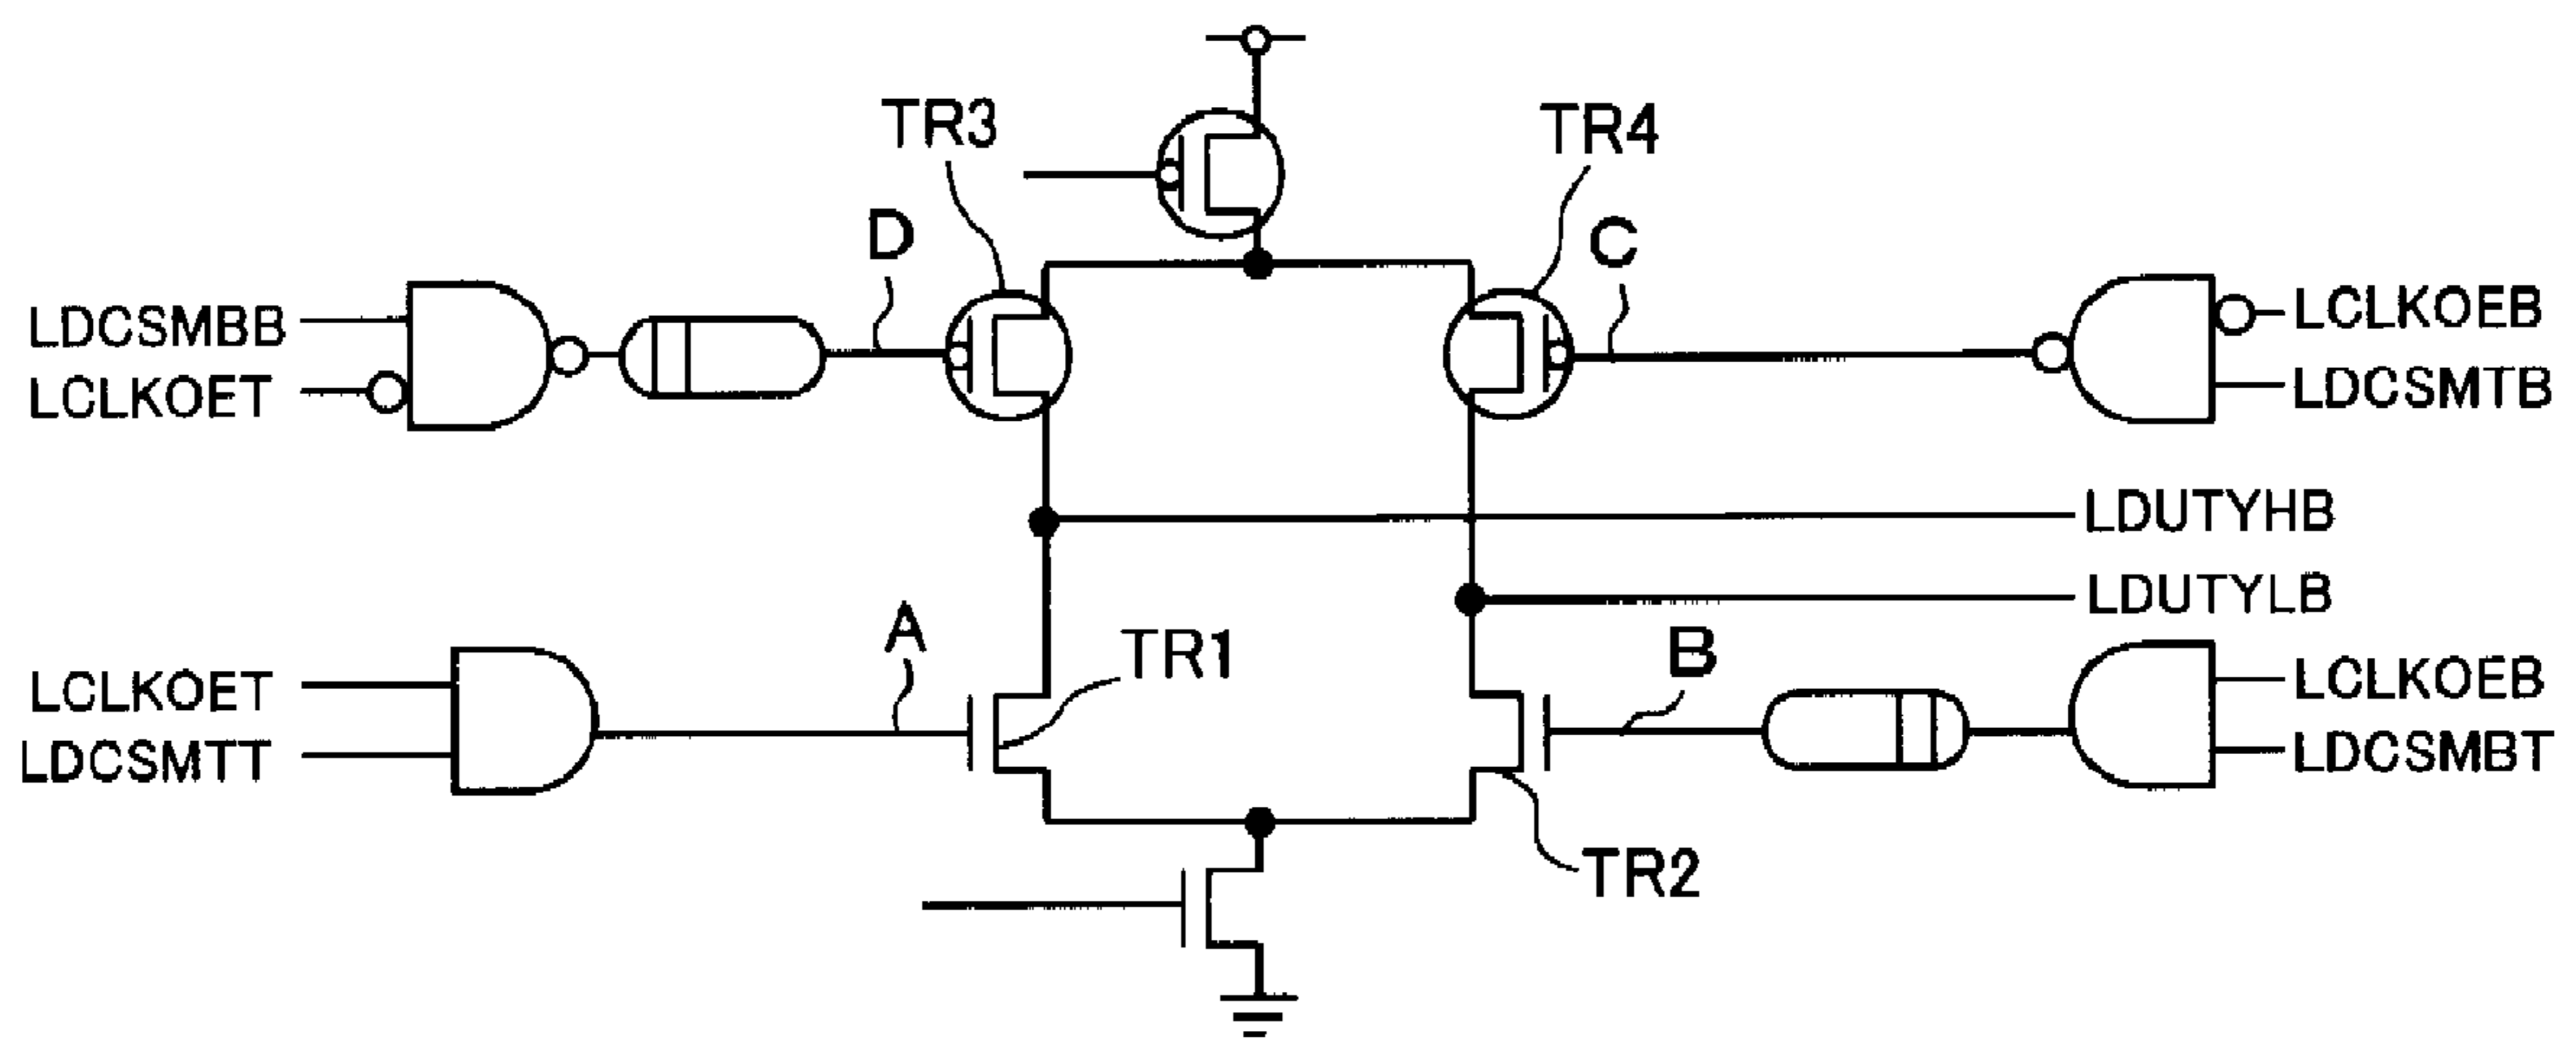 TR3
TR4
D
C
LDCSMBB
LCLKOET
LCLKOEB
LDCSMTB
LDUTYHB
LDUTYLB
A
TR1
B
LCLKOET
LDCSMTT
LCLKOEB
LDCSMBT
TR2